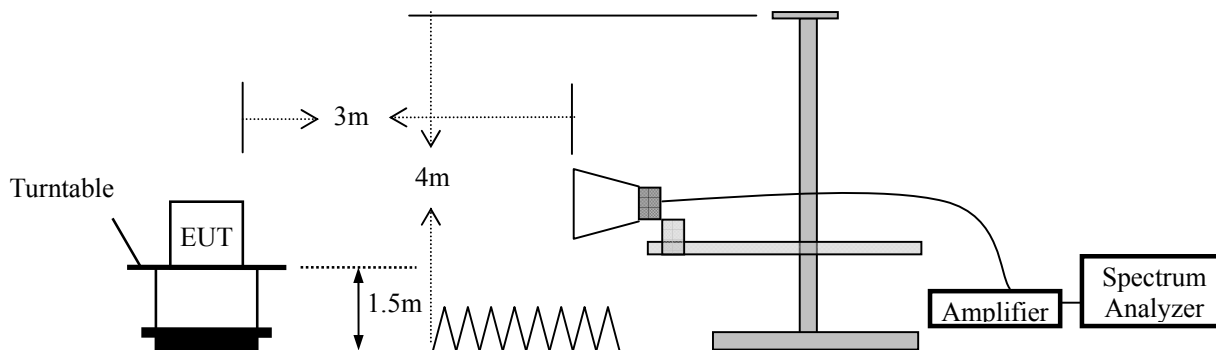 3m
4m
Turntable
EUT
1.5m
Amplifier
Spectrum
Analyzer